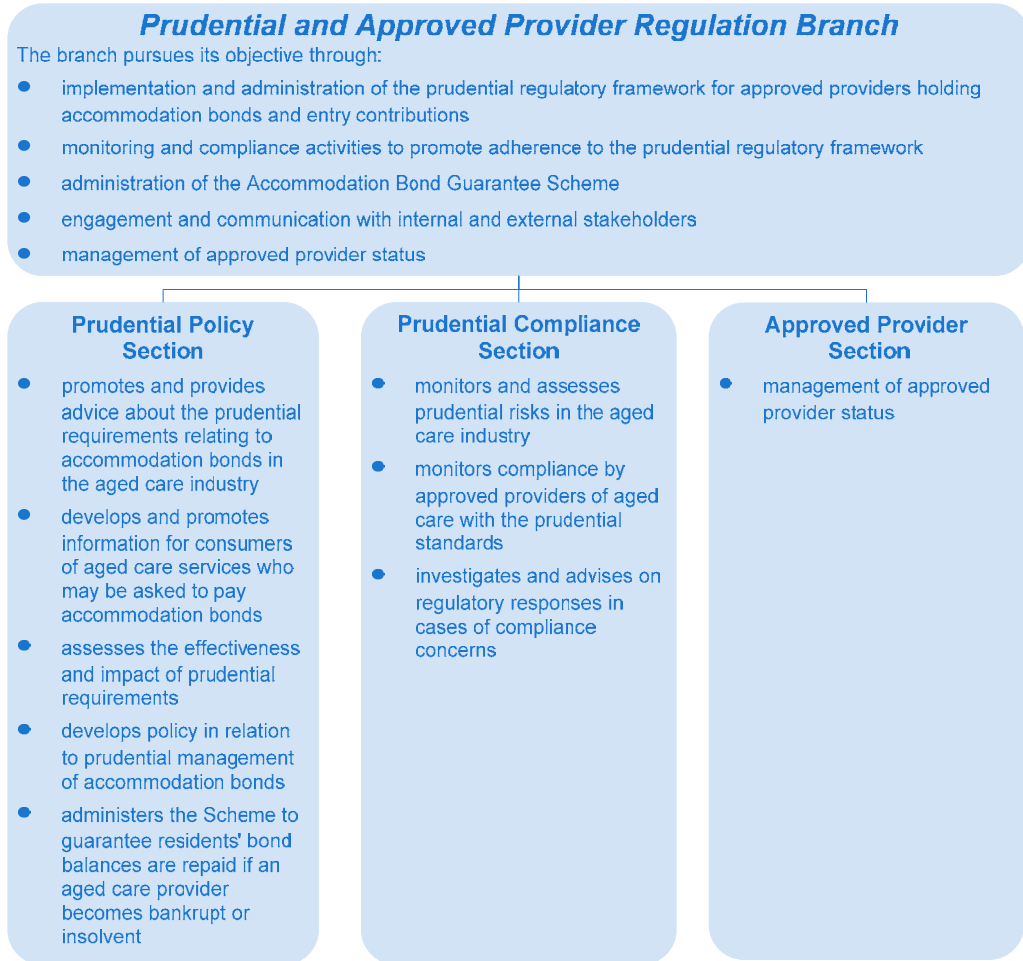 Prudential and Approved Provider Regulation Branch
The branch pursues its objective through:
● implementation and administration of the prudential regulatory framework for approved providers holding
accommodation bonds and entry contributions
● monitoring and compliance activities to promote adherence to the prudential regulatory framework
● administration of the Accommodation Bond Guarantee Scheme
● engagement and communication with internal and external stakeholders
● management of approved provider status
Prudential Policy
Section
● promotes and provides
advice about the prudential
requirements relating to
accommodation bonds in
the aged care industry
● develops and promotes
information for consumers
of aged care services who
may be asked to pay
accommodation bonds
● assesses the effectiveness
and impact of prudential
requirements
● develops policy in relation
to prudential management
of accommodation bonds
● administers the Scheme to
guarantee residents' bond
balances are repaid if an
aged care provider
becomes bankrupt or
insolvent
Prudential Compliance
Section
● monitors and assesses
prudential risks in the aged
care industry
● monitors compliance by
approved providers of aged
care with the prudential
standards
● investigates and advises on
regulatory responses in
cases of compliance
concerns
Approved Provider
Section
● management of approved
provider status